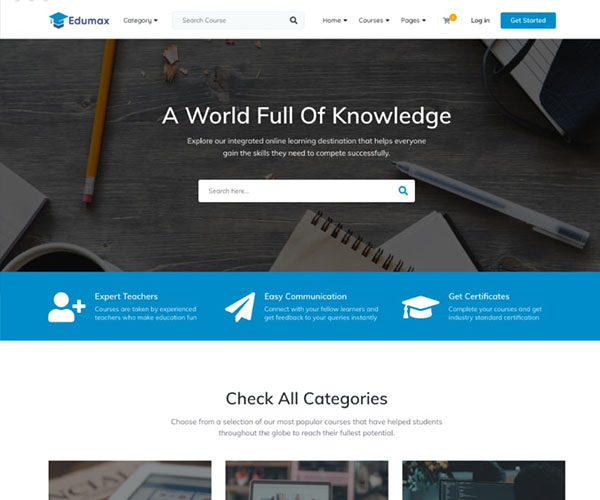 Edumax
Category
Search Course
Home
Courses
Pages
Log in
Get Started
A World Full Of Knowledge
Explore our integrated online learning destination that helps everyone
gain the skills they need to compete successfully.
Search here...
Expert Teachers
Courses are taken by experienced
teachers who make education fun
Easy Communication
Connect with your fellow learners and
get feedback to your queries instantly
Get Certificates
Complete your courses and get
industry standard certification
Check All Categories
Choose from a selection of our most popular courses that have helped students
throughout the globe to reach their fullest potential.
FINANCIAL